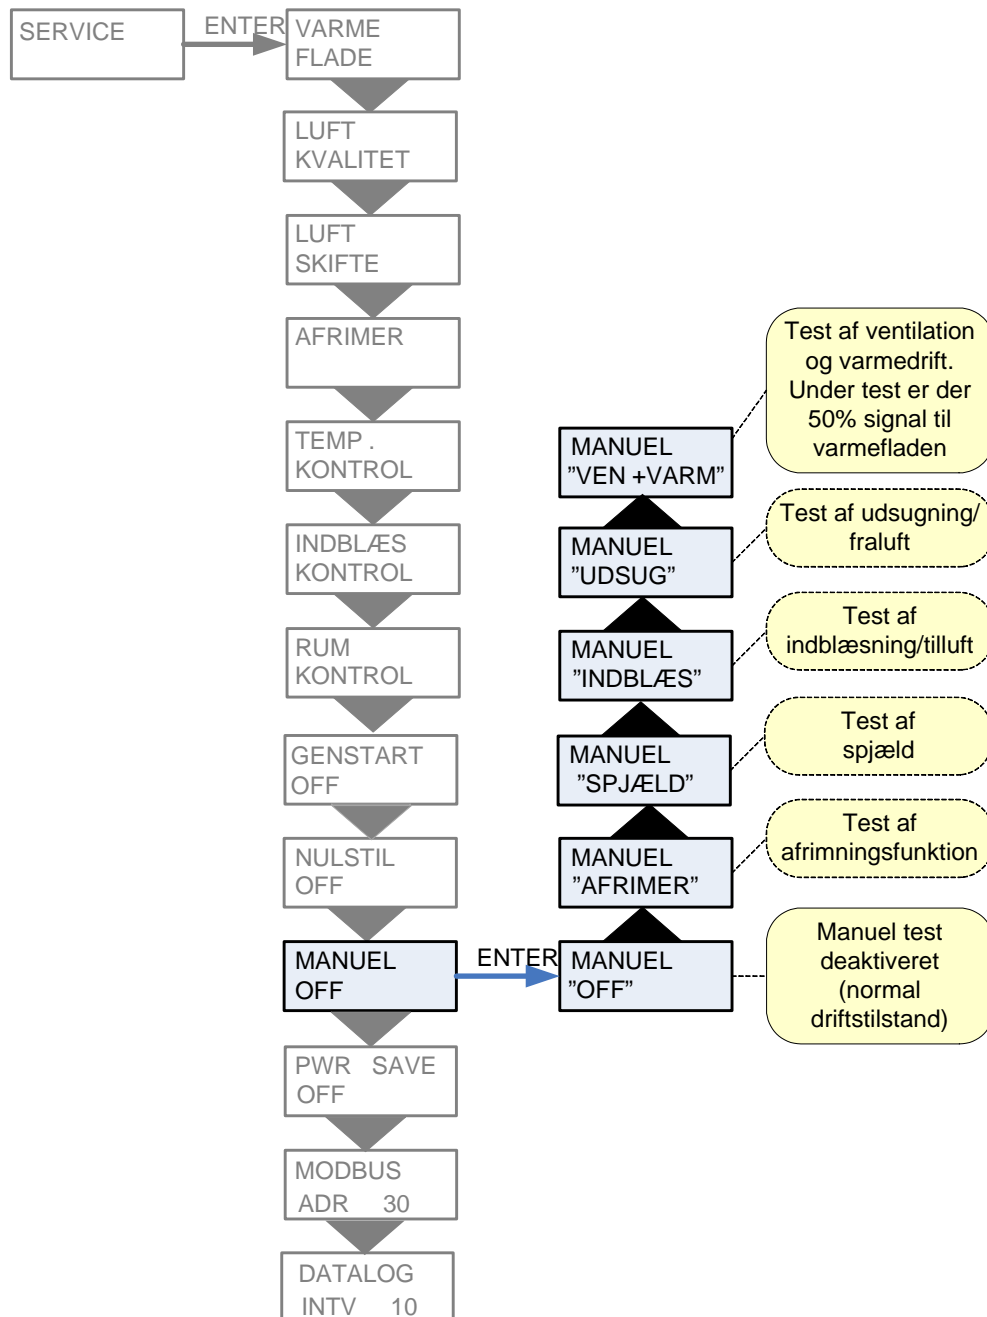 SERVICE
ENTER
VARME
FLADE
LUFT
KVALITET
LUFT
SKIFTE
AFRIMER
TEMP.
KONTROL
INDBLÆS
KONTROL
RUM
KONTROL
GENSTART
OFF
NULSTIL
OFF
MANUEL
OFF
PWR SAVE
OFF
MODBUS
ADR 30
DATALOG
INTV 10
ENTER
MANUEL
"VEN +VARM”
MANUEL
"UDSUG”
MANUEL
"INDBLÆS”
MANUEL
"SPJÆLD”
MANUEL
”AFRIMER”
MANUEL
"OFF”
Test af ventilation
og varmedrift.
Under test er der
50% signal til
varmefladen
Test af udsugning/
fraluft
Test af
indblæsning/tilluft
Test af
spjæld
Test af
afrimningsfunktion
Manuel test
deaktiveret
(normal
driftstilstand)